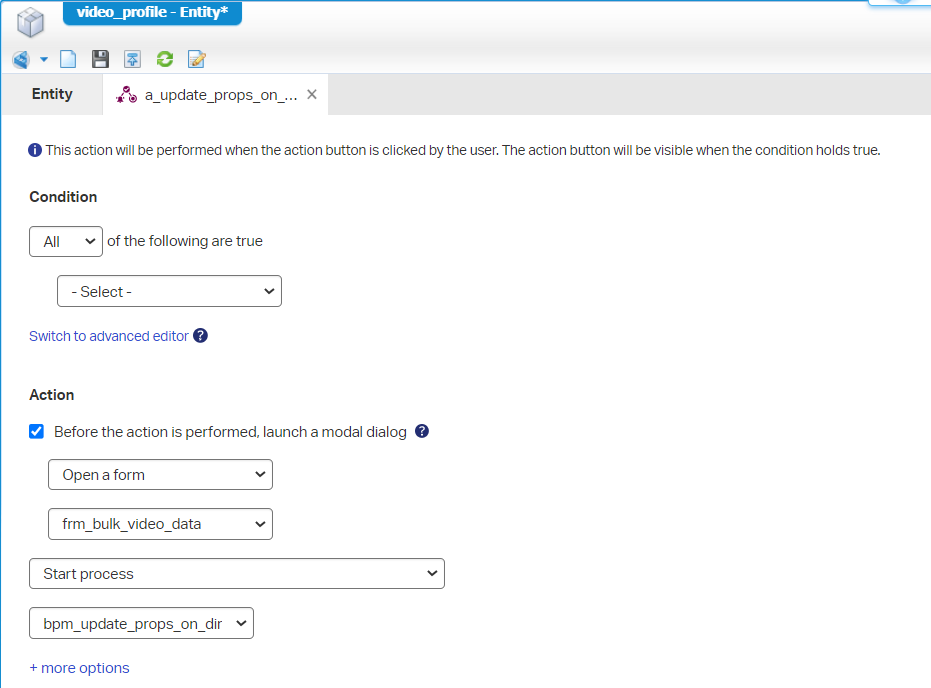 video_profile - Entity*
Entity
a_update_props_on_...
This action will be performed when the action button is clicked by the user. The action button will be visible when the condition holds true.
Condition
All of the following are true
- Select -
Switch to advanced editor ?
Action
Before the action is performed, launch a modal dialog ?
Open a form
frm_bulk_video_data
Start process
bpm_update_props_on_dir
+ more options